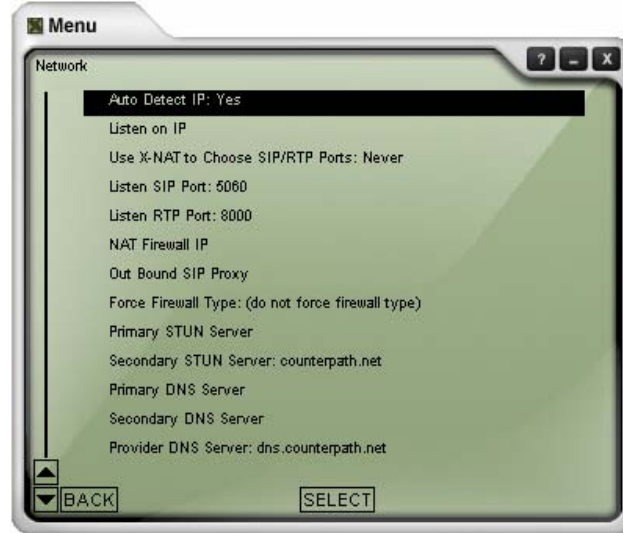 Menu
? - X
Network
Auto Detect IP: Yes
Listen on IP
Use X-NAT to Choose SIP/RTP Ports: Never
Listen SIP Port: 5060
Listen RTP Port: 8000
NAT Firewall IP
Out Bound SIP Proxy
Force Firewall Type: (do not force firewall type)
Primary STUN Server
Secondary STUN Server: counterpath.net
Primary DNS Server
Secondary DNS Server
Provider DNS Server: dns.counterpath.net
BACK SELECT